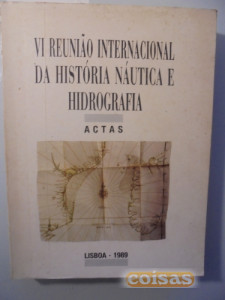 VI REUNIÃO INTERNACIONAL
DA HISTÓRIA NÁUTICA E
HIDROGRAFIA
ACTAS
LISBOA - 1989
coisas